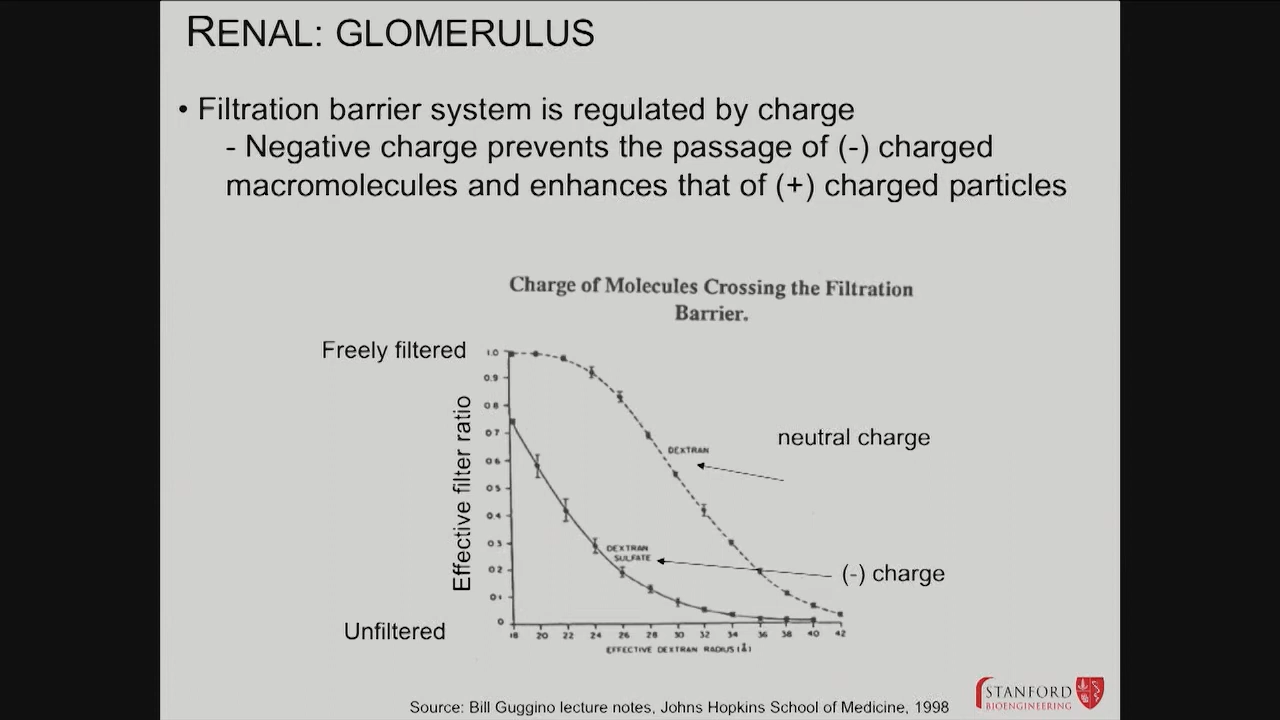 RENAL: GLOMERULUS
• Filtration barrier system is regulated by charge
- Negative charge prevents the passage of (-) charged
macromolecules and enhances that of (+) charged particles
Charge of Molecules Crossing the Filtration
Barrier.
Freely filtered
Effective filter ratio
Unfiltered
1.0
0.9
0.8
0.7
0.6
0.5
0.4
0.3
0.2
0.1
0
DEXTRAN
neutral charge
DEXTRAN
SULFATE
(-) charge
18 20 22 24 26 28 30 32 34 36 38 40 42
EFFECTIVE DEXTRAN RADIUS (Å)
Source: Bill Guggino lecture notes, Johns Hopkins School of Medicine, 1998
STANFORD
BIOENGINEERING